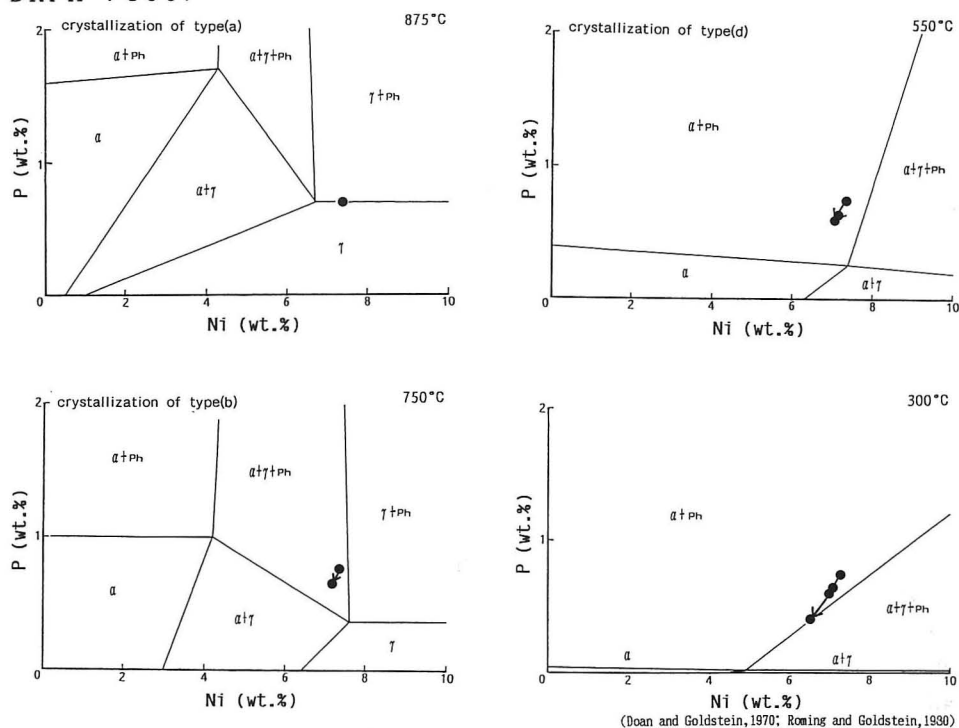 crystallization of type(a)
875°C
2
α+Ph
α+γ+Ph
γ+Ph
α
P (wt.%)
1
α+γ
γ
0
2
4
6
8
10
Ni (wt.%)
crystallization of type(d)
550°C
2
α+Ph
P (wt.%)
1
α+γ+Ph
α
α+γ
0
2
4
6
8
10
Ni (wt.%)
crystallization of type(b)
750°C
2
α+Ph
α+γ+Ph
γ+Ph
P (wt.%)
1
α
α+γ
γ
0
2
4
6
8
10
Ni (wt.%)
300°C
2
α+Ph
P (wt.%)
1
α+γ+Ph
α
α+γ
0
2
4
6
8
10
Ni (wt.%)
(Doan and Goldstein,1970; Roming and Goldstein,1930)